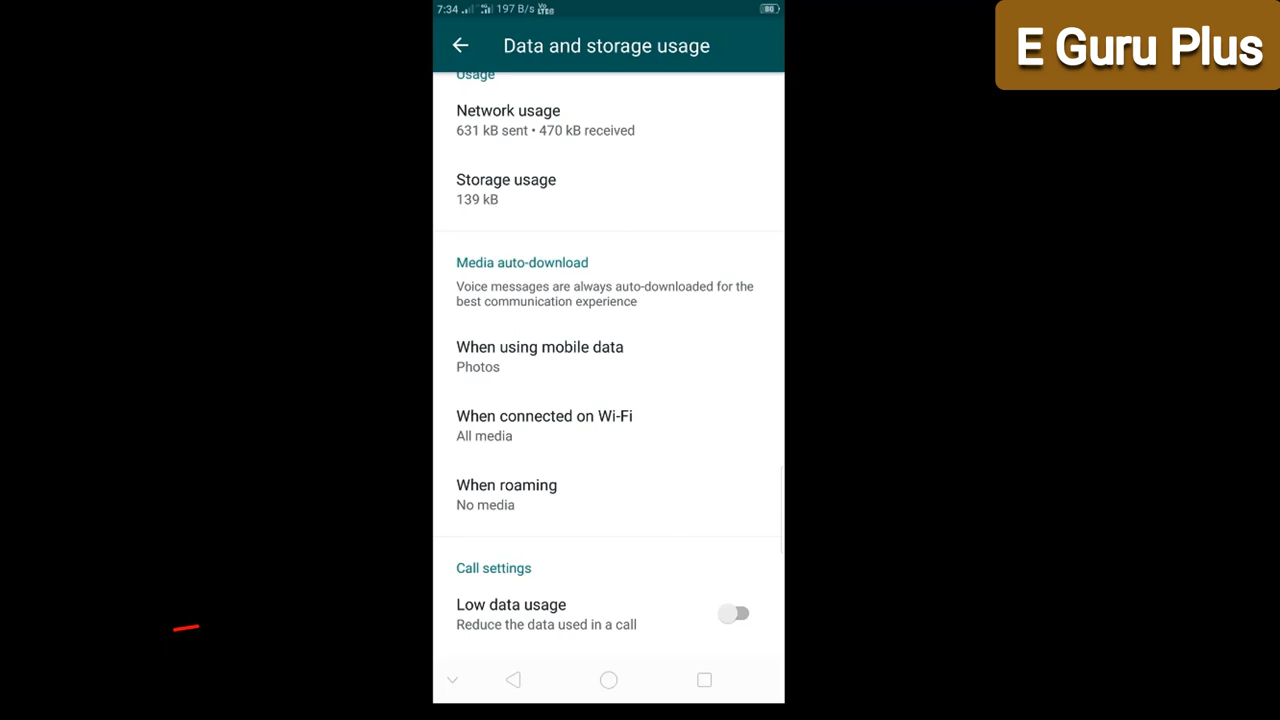 7:34 197 B/s 80
E Guru Plus
Data and storage usage
Usage
Network usage
631 kB sent • 470 kB received
Storage usage
139 kB
Media auto-download
Voice messages are always auto-downloaded for the
best communication experience
When using mobile data
Photos
When connected on Wi-Fi
All media
When roaming
No media
Call settings
Low data usage
Reduce the data used in a call